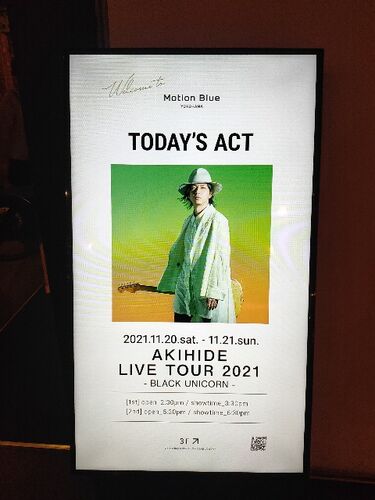 Welcome to
Motion Blue
YOKOHAMA
TODAY'S ACT
2021.11.20.sat. - 11.21.sun.
AKIHIDE
LIVE TOUR 2021
- BLACK UNICORN -
[1st] open_2:30pm / showtime_3:30pm
[2nd] open_5:30pm / showtime_6:30pm
3F ↗